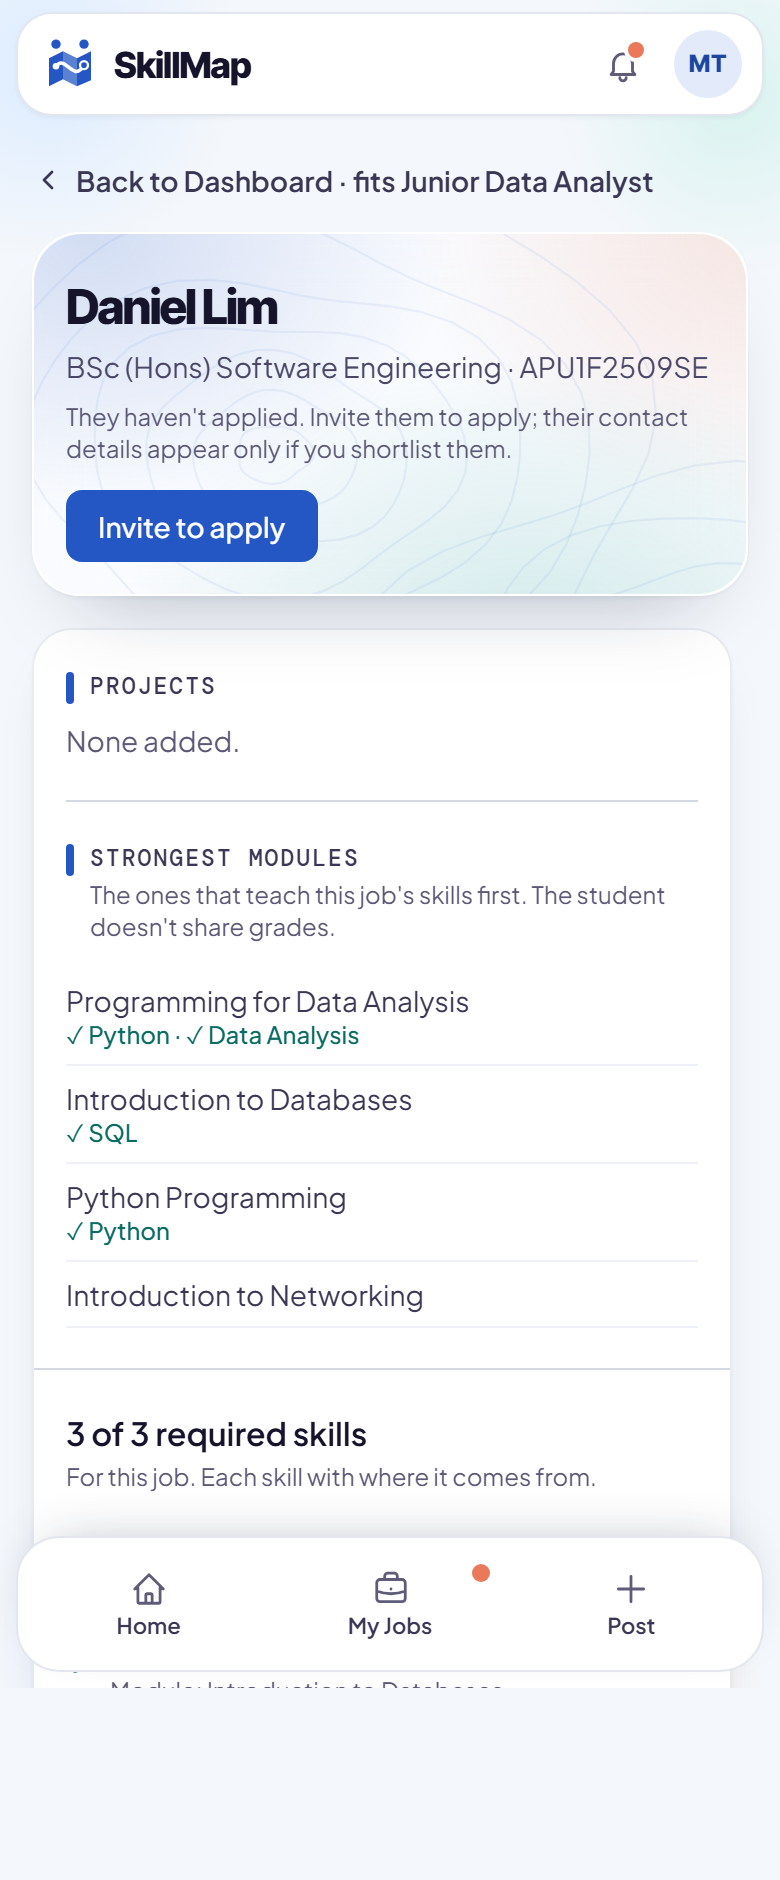 SkillMap
MT
Back to Dashboard · fits Junior Data Analyst
Daniel Lim
BSc (Hons) Software Engineering · APU1F2509SE
They haven't applied. Invite them to apply; their contact
details appear only if you shortlist them.
Invite to apply
PROJECTS
None added.
STRONGEST MODULES
The ones that teach this job's skills first. The student
doesn't share grades.
Programming for Data Analysis
✓ Python · ✓ Data Analysis
Introduction to Databases
✓ SQL
Python Programming
✓ Python
Introduction to Networking
3 of 3 required skills
For this job. Each skill with where it comes from.
Home
My Jobs
Post
Module: Introduction to Databases